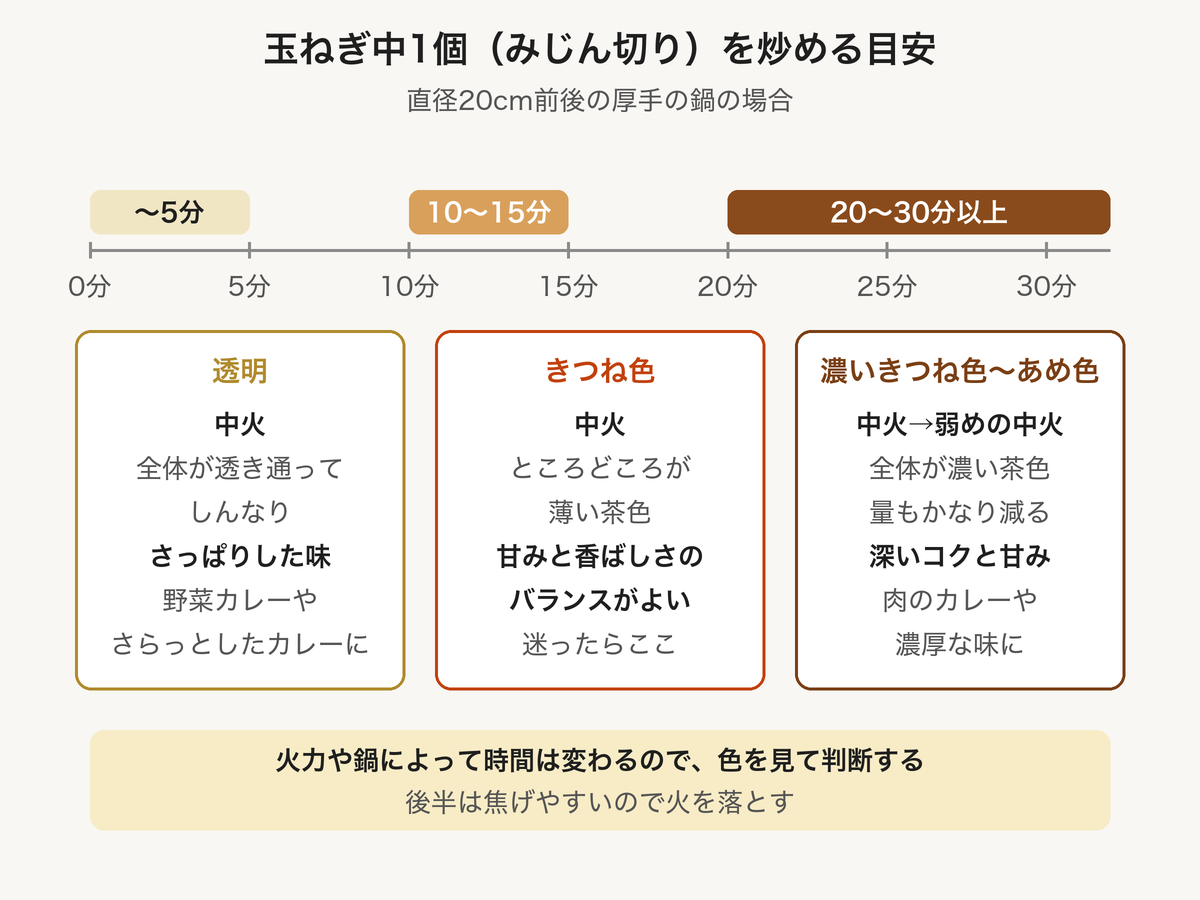 玉ねぎ中1個（みじん切り）を炒める目安
直径20cm前後の厚手の鍋の場合
〜5分
10〜15分
20〜30分以上
0分
5分
10分
15分
20分
25分
30分
透明
中火
全体が透き通って
しんなり
さっぱりした味
野菜カレーや
さらっとしたカレーに
きつね色
中火
ところどころが
薄い茶色
甘みと香ばしさの
バランスがよい
迷ったらここ
濃いきつね色〜あめ色
中火→弱めの中火
全体が濃い茶色
量もかなり減る
深いコクと甘み
肉のカレーや
濃厚な味に
火力や鍋によって時間は変わるので、色を見て判断する
後半は焦げやすいので火を落とす